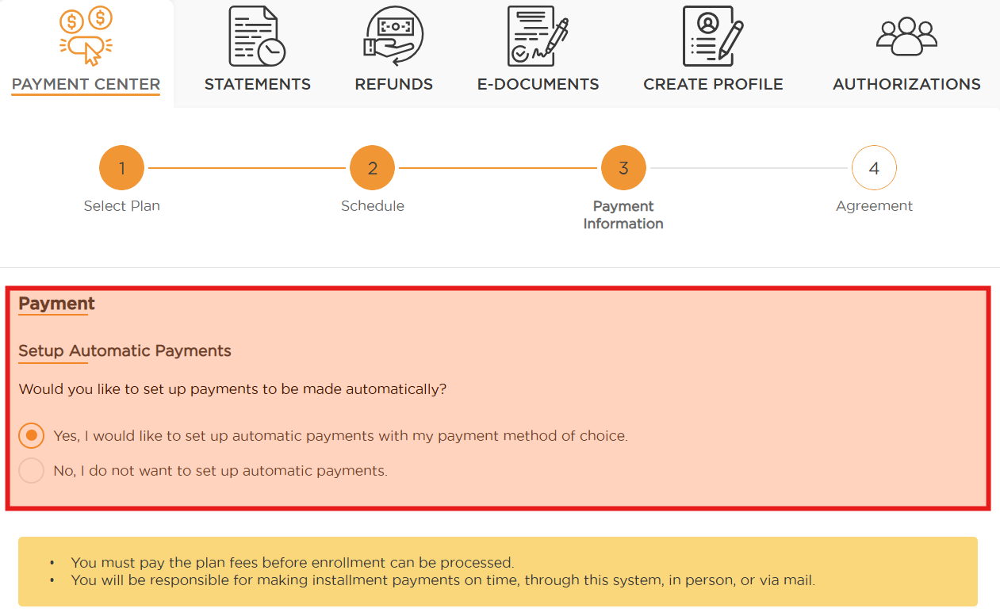 PAYMENT CENTER
STATEMENTS
REFUNDS
E-DOCUMENTS
CREATE PROFILE
AUTHORIZATIONS
1
2
3
4
Select Plan
Schedule
Payment
Information
Agreement
Payment
Setup Automatic Payments
Would you like to set up payments to be made automatically?
Yes, I would like to set up automatic payments with my payment method of choice.
No, I do not want to set up automatic payments.
• You must pay the plan fees before enrollment can be processed.
• You will be responsible for making installment payments on time, through this system, in person, or via mail.